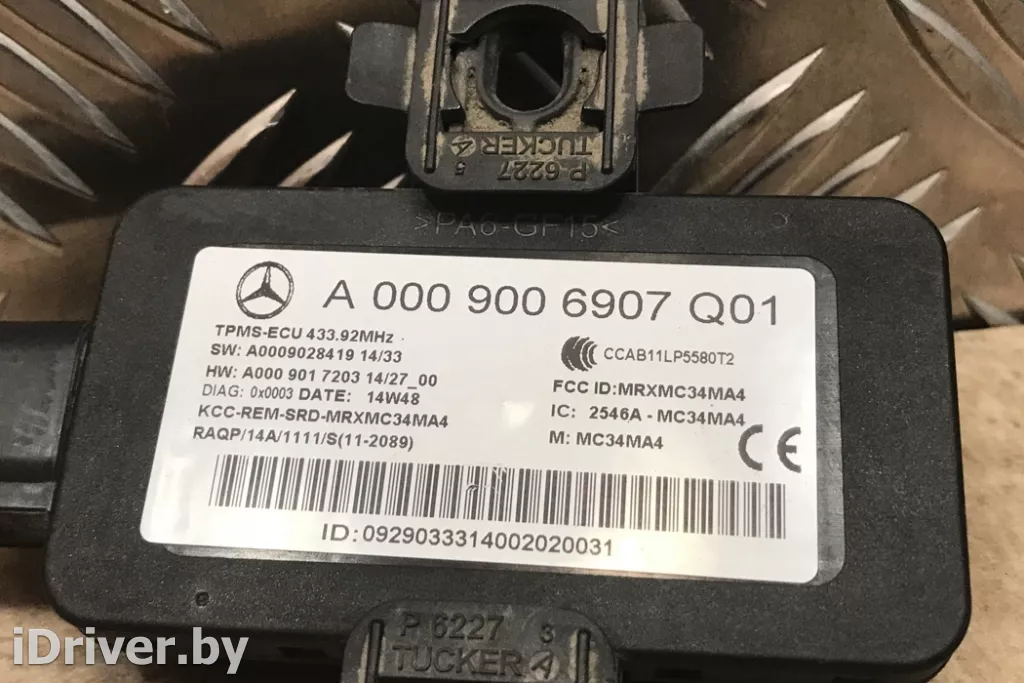 P 6227 5
TUCKER
>PA6-GF15<
A 000 900 6907 Q01
TPMS-ECU 433.92MHz
SW: A0009028419 14/33
HW: A000 901 7203 14/27_00
DIAG: 0x0003 DATE: 14W48
KCC-REM-SRD-MRXMC34MA4
RAQP/14A/1111/S(11-2089)
CCAB11LP5580T2
FCC ID:MRXMC34MA4
IC: 2546A - MC34MA4
M: MC34MA4
CE
ID:0929033314002020031
P 6227 3
TUCKER A
iDriver.by